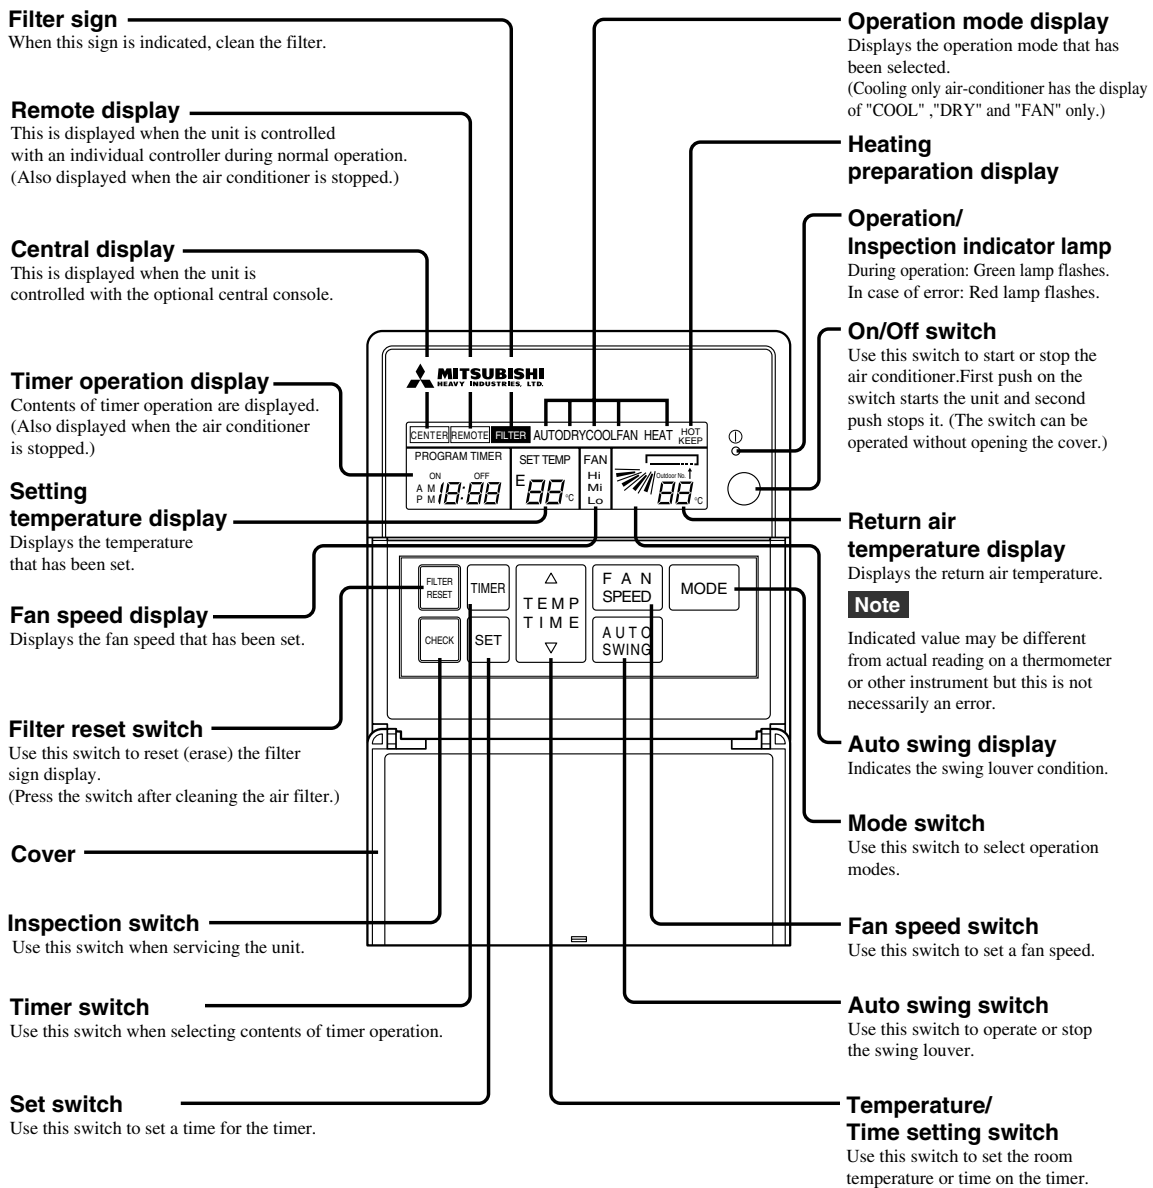 Filter sign
When this sign is indicated, clean the filter.
Remote display
This is displayed when the unit is controlled
with an individual controller during normal operation.
(Also displayed when the air conditioner is stopped.)
Central display
This is displayed when the unit is
controlled with the optional central console.
Timer operation display
Contents of timer operation are displayed.
(Also displayed when the air conditioner
is stopped.)
Setting
temperature display
Displays the temperature
that has been set.
Fan speed display
Displays the fan speed that has been set.
Filter reset switch
Use this switch to reset (erase) the filter
sign display.
(Press the switch after cleaning the air filter.)
Cover
Inspection switch
Use this switch when servicing the unit.
Timer switch
Use this switch when selecting contents of timer operation.
Set switch
Use this switch to set a time for the timer.
MITSUBISHI
HEAVY INDUSTRIES, LTD.
CENTER REMOTE FILTER AUTO DRY COOL FAN HEAT HOT
KEEP
PROGRAM TIMER SET TEMP FAN
ON OFF
A M
P M
18:88
E 88 °C
Hi
Mi
Lo
Outdoor No.
88 °C
FILTER
RESET
TIMER
△
TEMP
TIME
▽
FAN
SPEED
MODE
CHECK
SET
AUTO
SWING
Operation mode display
Displays the operation mode that has
been selected.
(Cooling only air-conditioner has the display
of "COOL" ,"DRY" and "FAN" only.)
Heating
preparation display
Operation/
Inspection indicator lamp
During operation: Green lamp flashes.
In case of error: Red lamp flashes.
On/Off switch
Use this switch to start or stop the
air conditioner.First push on the
switch starts the unit and second
push stops it. (The switch can be
operated without opening the cover.)
Return air
temperature display
Displays the return air temperature.
Note
Indicated value may be different
from actual reading on a thermometer
or other instrument but this is not
necessarily an error.
Auto swing display
Indicates the swing louver condition.
Mode switch
Use this switch to select operation
modes.
Fan speed switch
Use this switch to set a fan speed.
Auto swing switch
Use this switch to operate or stop
the swing louver.
Temperature/
Time setting switch
Use this switch to set the room
temperature or time on the timer.